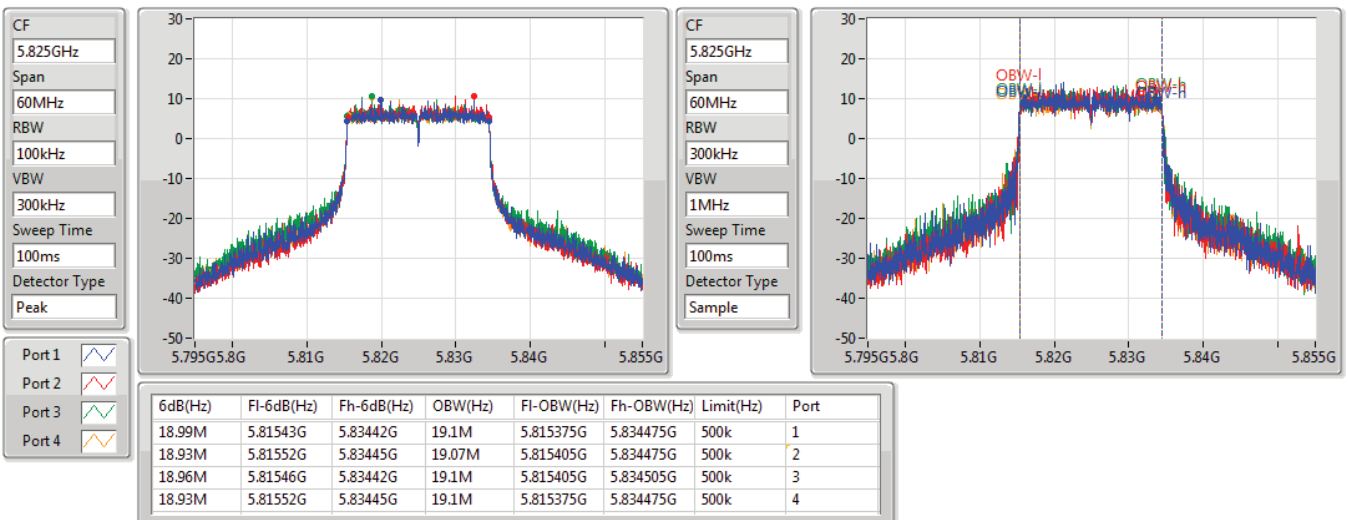 CF
5.825GHz
Span
60MHz
RBW
100kHz
VBW
300kHz
Sweep Time
100ms
Detector Type
Peak
30
20
10
0
-10
-20
-30
-40
-50
5.795G 5.8G 5.81G 5.82G 5.83G 5.84G 5.855G
CF
5.825GHz
Span
60MHz
RBW
300kHz
VBW
1MHz
Sweep Time
100ms
Detector Type
Sample
30
20
10
0
-10
-20
-30
-40
-50
OBW-l
OBW-h
5.795G 5.8G 5.81G 5.82G 5.83G 5.84G 5.855G
Port 1
Port 2
Port 3
Port 4
6dB(Hz) Fl-6dB(Hz) Fh-6dB(Hz) OBW(Hz) Fl-OBW(Hz) Fh-OBW(Hz) Limit(Hz) Port
18.99M 5.81543G 5.83442G 19.1M 5.815375G 5.834475G 500k 1
18.93M 5.81552G 5.83445G 19.07M 5.815405G 5.834475G 500k 2
18.96M 5.81546G 5.83442G 19.1M 5.815405G 5.834505G 500k 3
18.93M 5.81552G 5.83445G 19.1M 5.815375G 5.834475G 500k 4